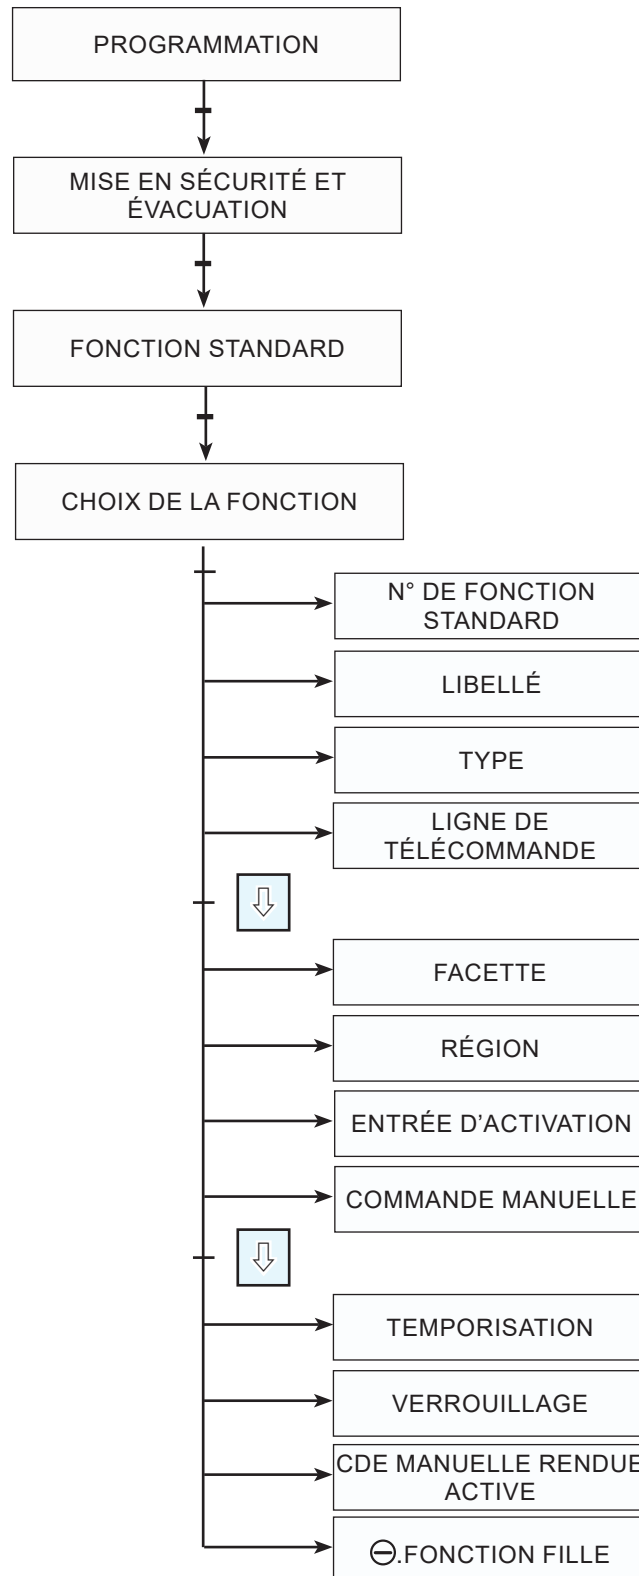 PROGRAMMATION
MISE EN SÉCURITÉ ET
ÉVACUATION
FONCTION STANDARD
CHOIX DE LA FONCTION
N° DE FONCTION
STANDARD
LIBELLÉ
TYPE
LIGNE DE
TÉLÉCOMMANDE
FACETTE
RÉGION
ENTRÉE D’ACTIVATION
COMMANDE MANUELLE
TEMPORISATION
VERROUILLAGE
CDE MANUELLE RENDUE
ACTIVE
⊖.FONCTION FILLE